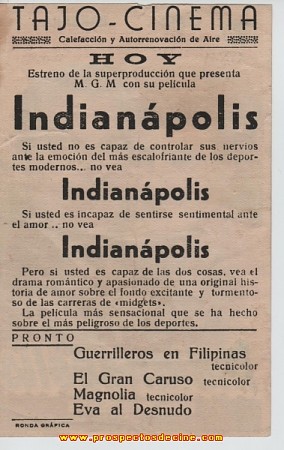 TAJO-CINEMA
Calefacción y Autorrenovación de Aire
HOY
Estreno de la superproducción que presenta
M. G. M con su película
Indianápolis
Si usted no es capaz de controlar sus nervios
ante la emoción del más escalofriante de los depor-
tes modernos... no vea
Indianápolis
Si usted es incapaz de sentirse sentimental ante
el amor .. no vea
Indianápolis
Pero si usted es capaz de las dos cosas, vea el
drama romántico y apasionado de una original his-
toria de amor sobre el fondo excitante y tormento-
so de las carreras de «midgets».
La película más sensacional que se ha hecho
sobre el más peligroso de los deportes.
PRONTO
Guerrilleros en Filipinas
tecnicolor
El Gran Caruso tecnicolor
Magnolia tecnicolor
Eva al Desnudo
RONDA GRÁFICA
www.prospectosdecine.com